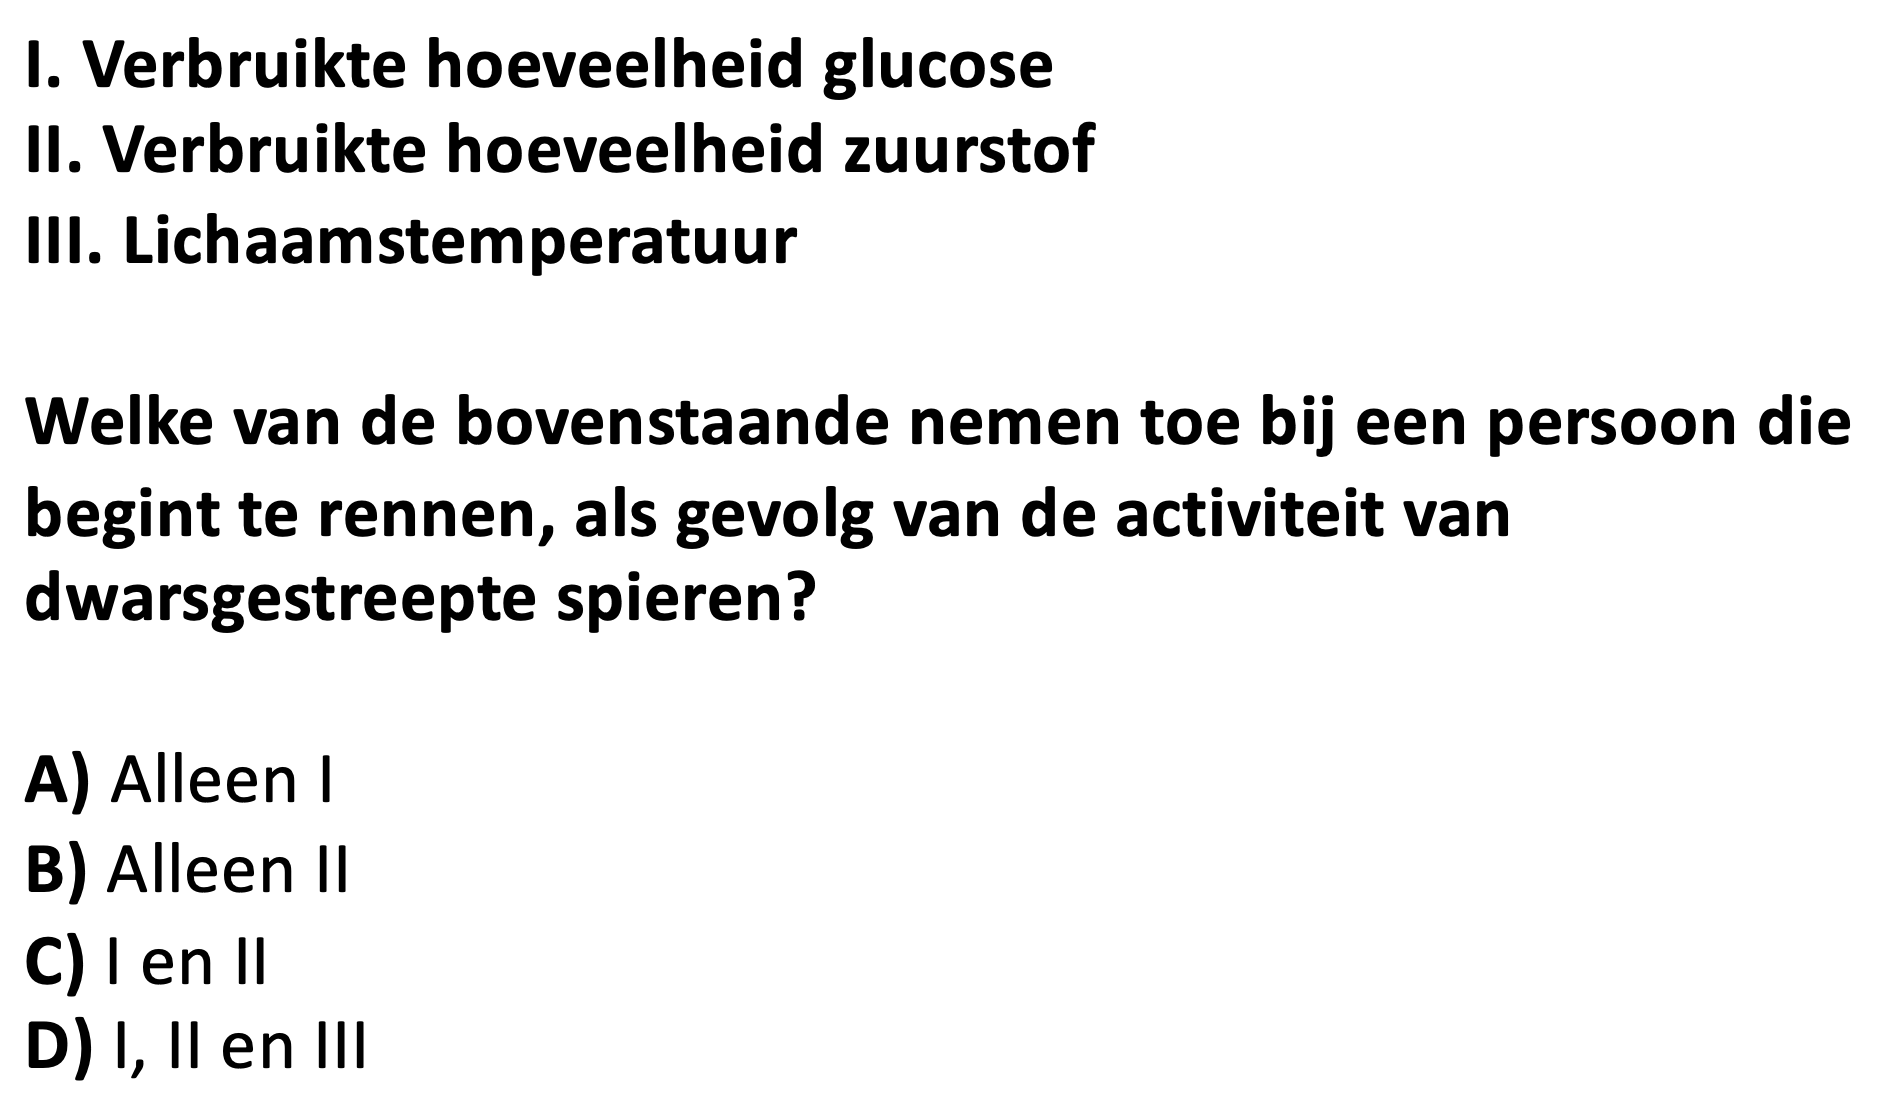 I. Verbruikte hoeveelheid glucose
II. Verbruikte hoeveelheid zuurstof
III. Lichaamstemperatuur
Welke van de bovenstaande nemen toe bij een persoon die
begint te rennen, als gevolg van de activiteit van
dwarsgestreepte spieren?
A) Alleen I
B) Alleen II
C) I en II
D) I, II en III